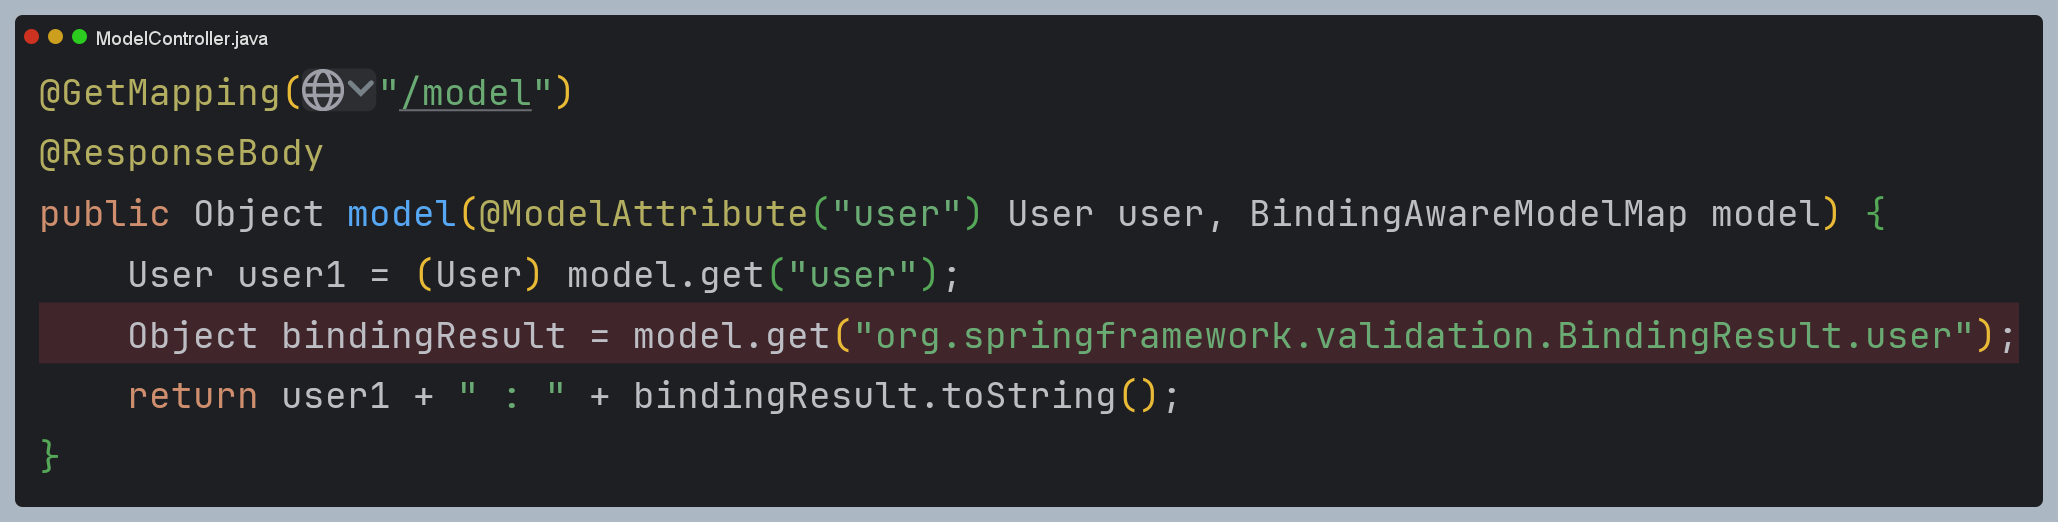 ModelController.java
@GetMapping("/model")
@ResponseBody
public Object model(@ModelAttribute("user") User user, BindingAwareModelMap model) {
    User user1 = (User) model.get("user");
    Object bindingResult = model.get("org.springframework.validation.BindingResult.user");
    return user1 + " : " + bindingResult.toString();
}